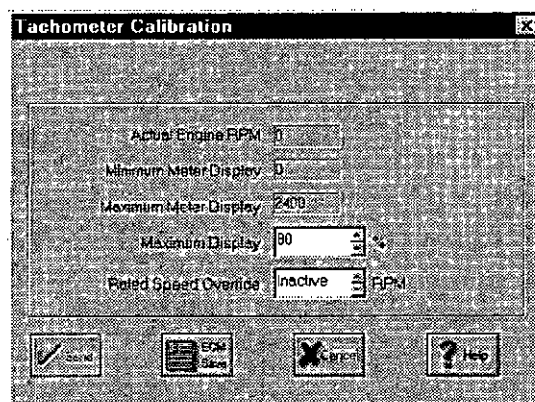 Tachometer Calibration
Actual Engine RPM 0
Minimum Meter Display 0
Maximum Meter Display 2400
Maximum Display 80 %
Rated Speed Override Inactive RPM
Send
ECM
Save
Cancel
Help